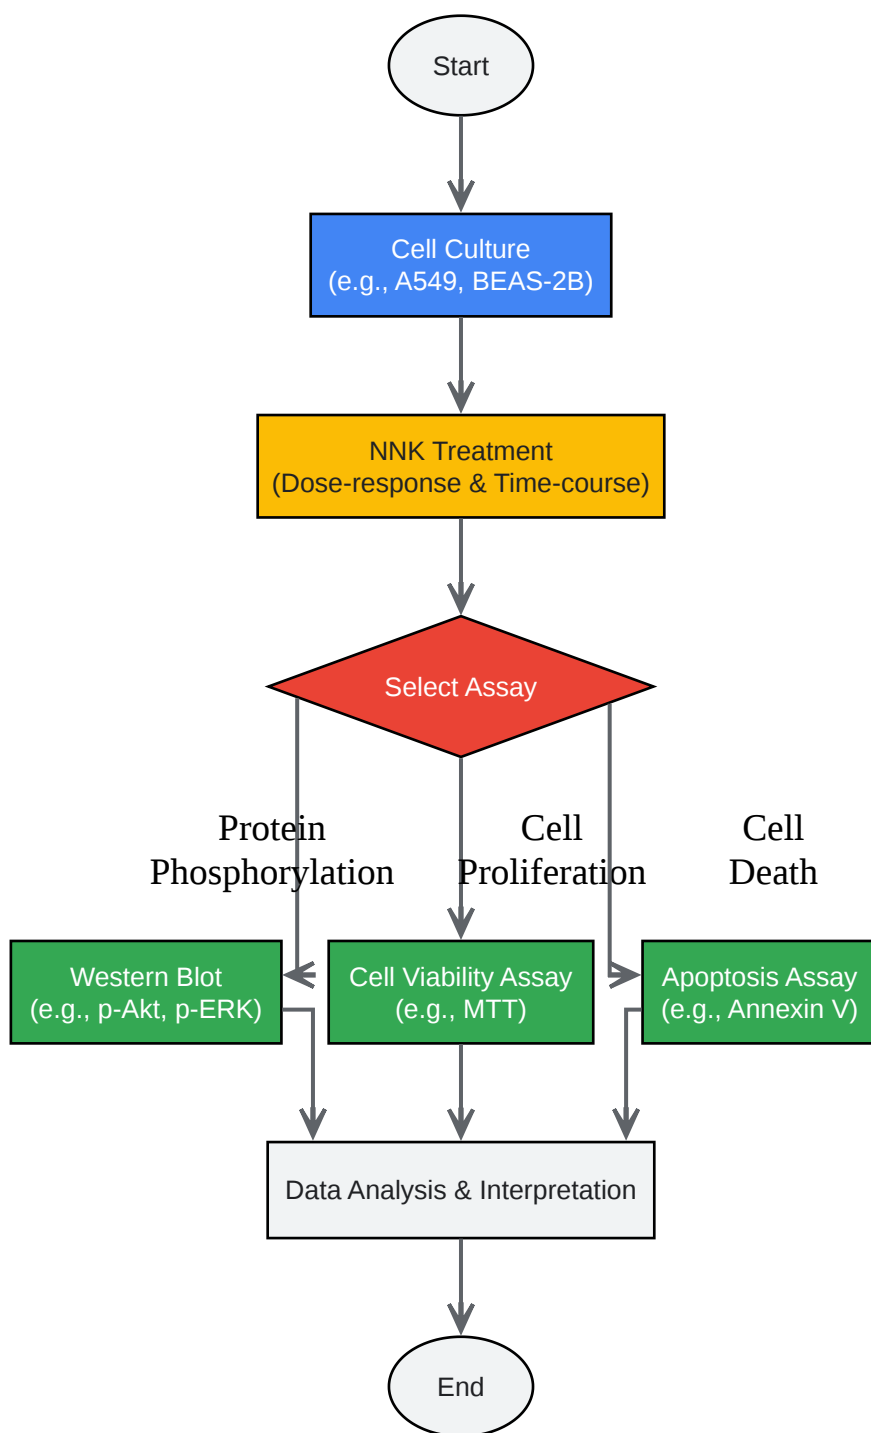 Start
Cell Culture
(e.g., A549, BEAS-2B)
NNK Treatment
(Dose-response & Time-course)
Select Assay
Protein
Phosphorylation
Cell
Proliferation
Cell
Death
Western Blot
(e.g., p-Akt, p-ERK)
Cell Viability Assay
(e.g., MTT)
Apoptosis Assay
(e.g., Annexin V)
Data Analysis & Interpretation
End